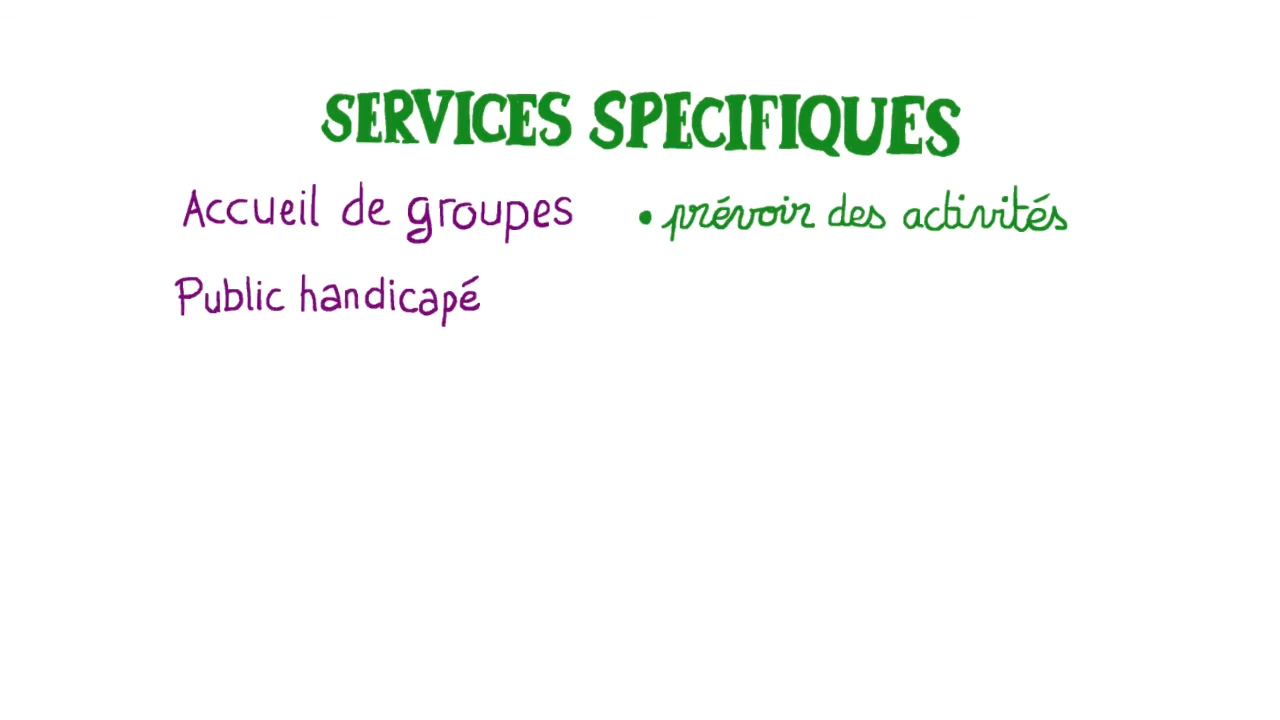 SERVICES SPECIFIQUES
Accueil de groupes • prévoir des activités
Public handicapé